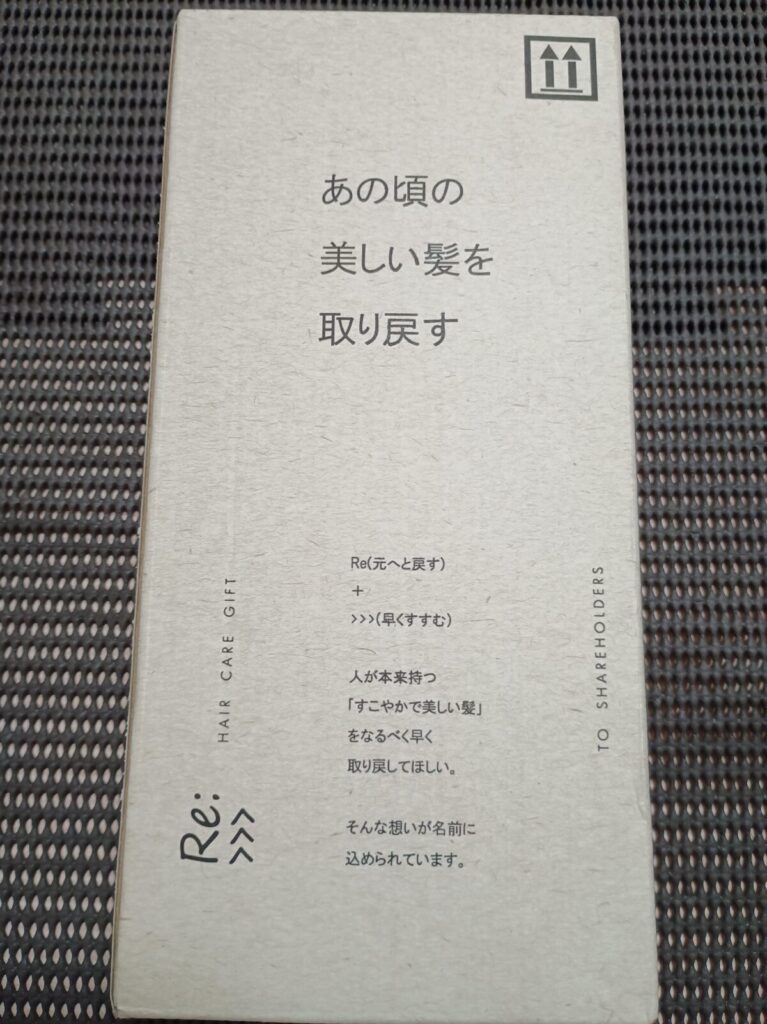 あの頃の
美しい髪を
取り戻す
Re(元へと戻す)
+
>>>(早くすすむ)
人が本来持つ
「すこやかで美しい髪」
をなるべく早く
取り戻してほしい。
そんな想いが名前に
込められています。
HAIR CARE GIFT
TO SHAREHOLDERS
Re:
>>>